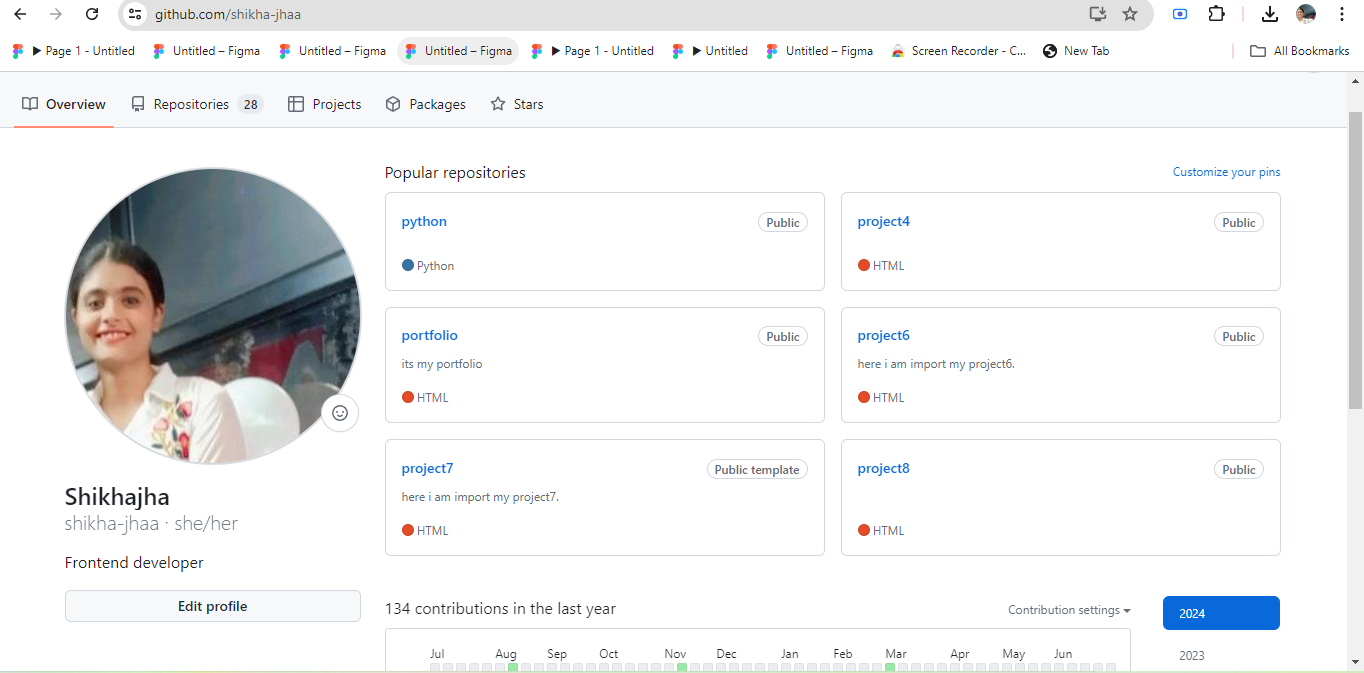 github.com/shikha-jhaa
▶ Page 1 - Untitled
Untitled – Figma
Untitled – Figma
Untitled – Figma
▶ Page 1 - Untitled
▶ Untitled
Untitled – Figma
Screen Recorder - C...
New Tab
All Bookmarks
Overview
Repositories 28
Projects
Packages
Stars
Popular repositories
Customize your pins
python
Public
Python
project4
Public
HTML
portfolio
Public
its my portfolio
HTML
project6
Public
here i am import my project6.
HTML
project7
Public template
here i am import my project7.
HTML
project8
Public
HTML
Shikhajha
shikha-jhaa · she/her
Frontend developer
Edit profile
134 contributions in the last year
Contribution settings
2024
2023
Jul Aug Sep Oct Nov Dec Jan Feb Mar Apr May Jun